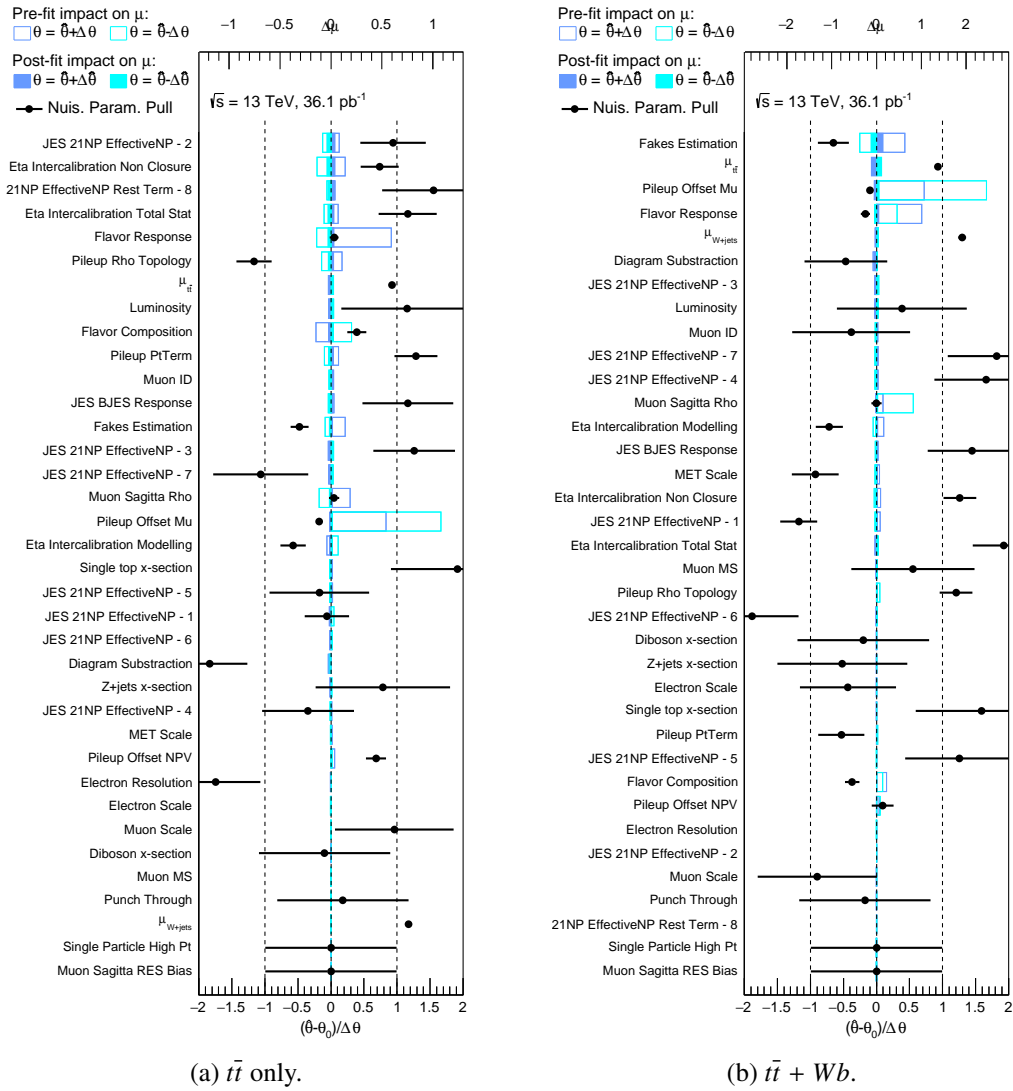 Pre-fit impact on μ:
θ = θ̂+Δθ θ = θ̂-Δθ
Post-fit impact on μ:
θ = θ̂+Δθ̂ θ = θ̂-Δθ̂
Nuis. Param. Pull
−1 −0.5 0 0.5 1
Δμ
√s = 13 TeV, 36.1 pb⁻¹
JES 21NP EffectiveNP - 2
Eta Intercalibration Non Closure
21NP EffectiveNP Rest Term - 8
Eta Intercalibration Total Stat
Flavor Response
Pileup Rho Topology
μ_tt̄
Luminosity
Flavor Composition
Pileup PtTerm
Muon ID
JES BJES Response
Fakes Estimation
JES 21NP EffectiveNP - 3
JES 21NP EffectiveNP - 7
Muon Sagitta Rho
Pileup Offset Mu
Eta Intercalibration Modelling
Single top x-section
JES 21NP EffectiveNP - 5
JES 21NP EffectiveNP - 1
JES 21NP EffectiveNP - 6
Diagram Substraction
Z+jets x-section
JES 21NP EffectiveNP - 4
MET Scale
Pileup Offset NPV
Electron Resolution
Electron Scale
Muon Scale
Diboson x-section
Muon MS
Punch Through
μ_W+jets
Single Particle High Pt
Muon Sagitta RES Bias
−2 −1.5 −1 −0.5 0 0.5 1 1.5 2
(θ̂-θ₀)/Δθ
(a) tt̄ only.
Pre-fit impact on μ:
θ = θ̂+Δθ θ = θ̂-Δθ
Post-fit impact on μ:
θ = θ̂+Δθ̂ θ = θ̂-Δθ̂
Nuis. Param. Pull
−2 −1 0 1 2
Δμ
√s = 13 TeV, 36.1 pb⁻¹
Fakes Estimation
μ_tt̄
Pileup Offset Mu
Flavor Response
μ_W+jets
Diagram Substraction
JES 21NP EffectiveNP - 3
Luminosity
Muon ID
JES 21NP EffectiveNP - 7
JES 21NP EffectiveNP - 4
Muon Sagitta Rho
Eta Intercalibration Modelling
JES BJES Response
MET Scale
Eta Intercalibration Non Closure
JES 21NP EffectiveNP - 1
Eta Intercalibration Total Stat
Muon MS
Pileup Rho Topology
JES 21NP EffectiveNP - 6
Diboson x-section
Z+jets x-section
Electron Scale
Single top x-section
Pileup PtTerm
JES 21NP EffectiveNP - 5
Flavor Composition
Pileup Offset NPV
Electron Resolution
JES 21NP EffectiveNP - 2
Muon Scale
Punch Through
21NP EffectiveNP Rest Term - 8
Single Particle High Pt
Muon Sagitta RES Bias
−2 −1.5 −1 −0.5 0 0.5 1 1.5 2
(θ̂-θ₀)/Δθ
(b) tt̄ + Wb.